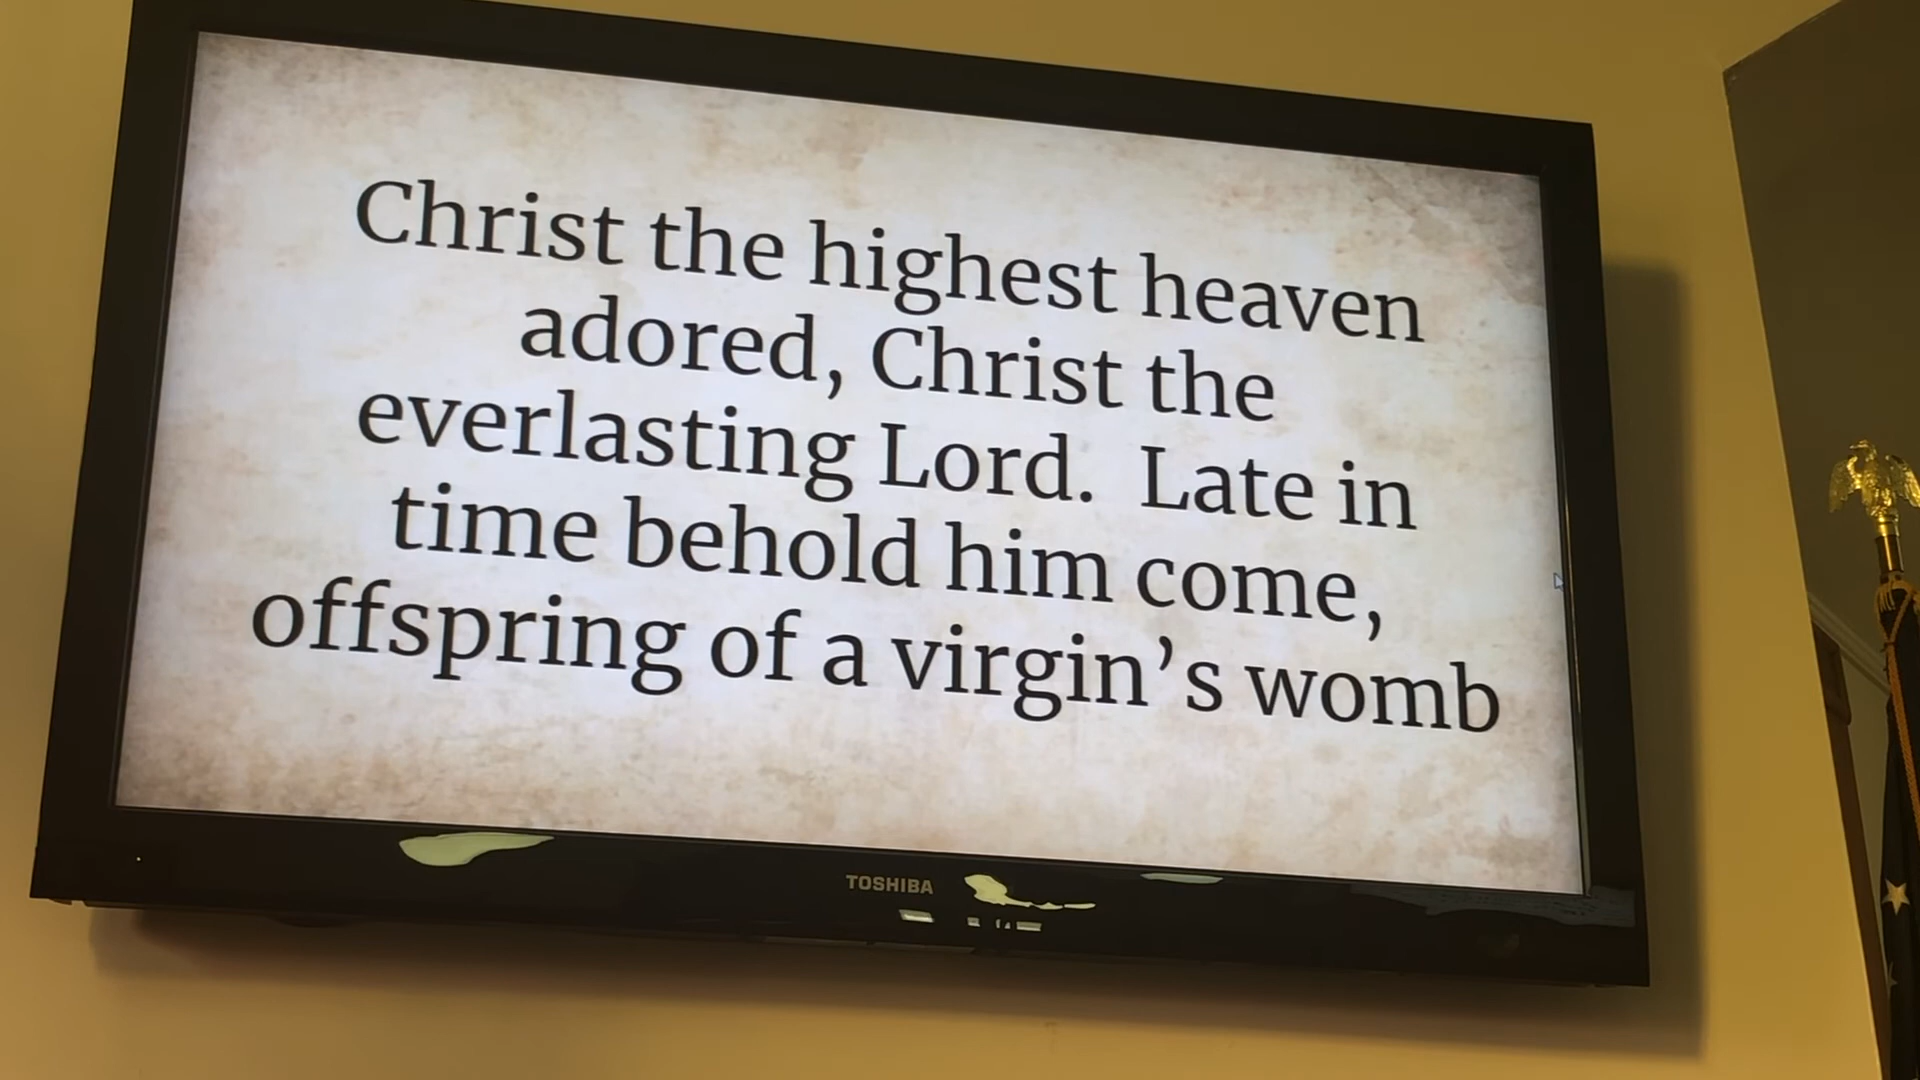 Christ the highest heaven
adored, Christ the
everlasting Lord.  Late in
time behold him come,
offspring of a virgin’s womb
TOSHIBA